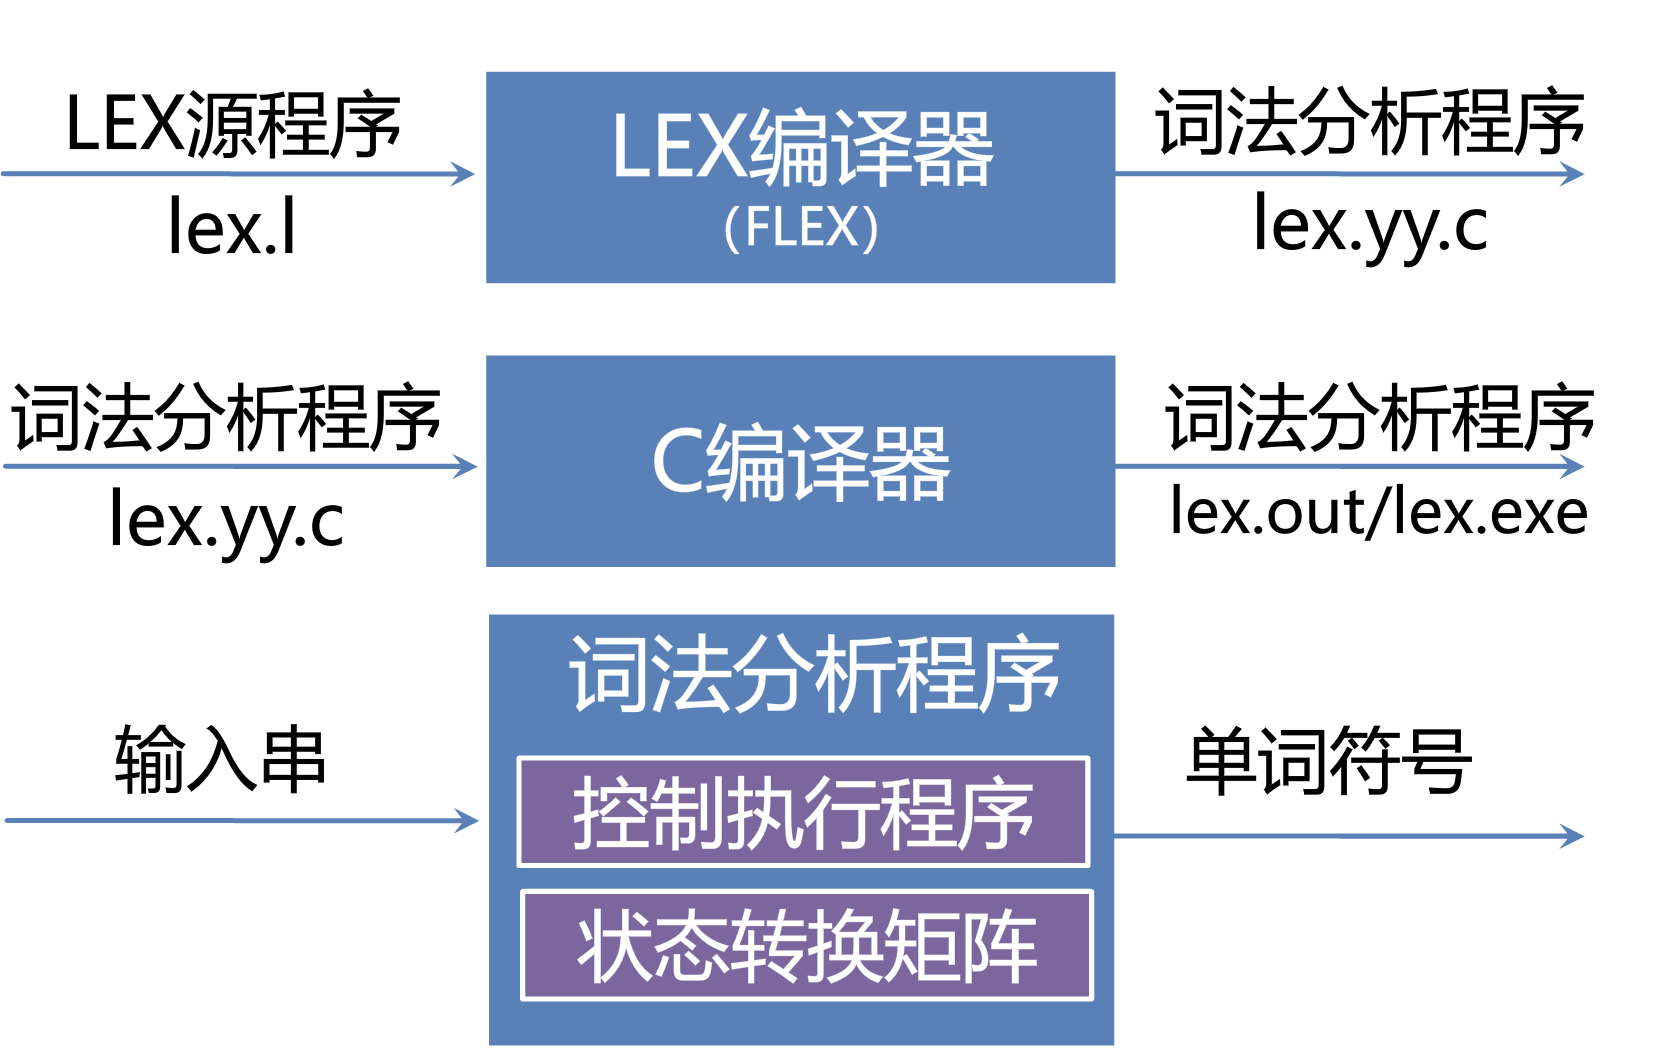 LEX源程序
lex.l
LEX编译器
（FLEX）
词法分析程序
lex.yy.c
词法分析程序
lex.yy.c
C编译器
词法分析程序
lex.out/lex.exe
输入串
词法分析程序
控制执行程序
状态转换矩阵
单词符号